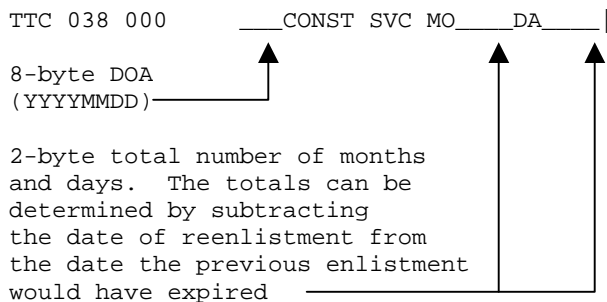 TTC 038 000 ___CONST SVC MO____DA____|
8-byte DOA
(YYYYMMDD)
2-byte total number of months
and days. The totals can be
determined by subtracting
the date of reenlistment from
the date the previous enlistment
would have expired